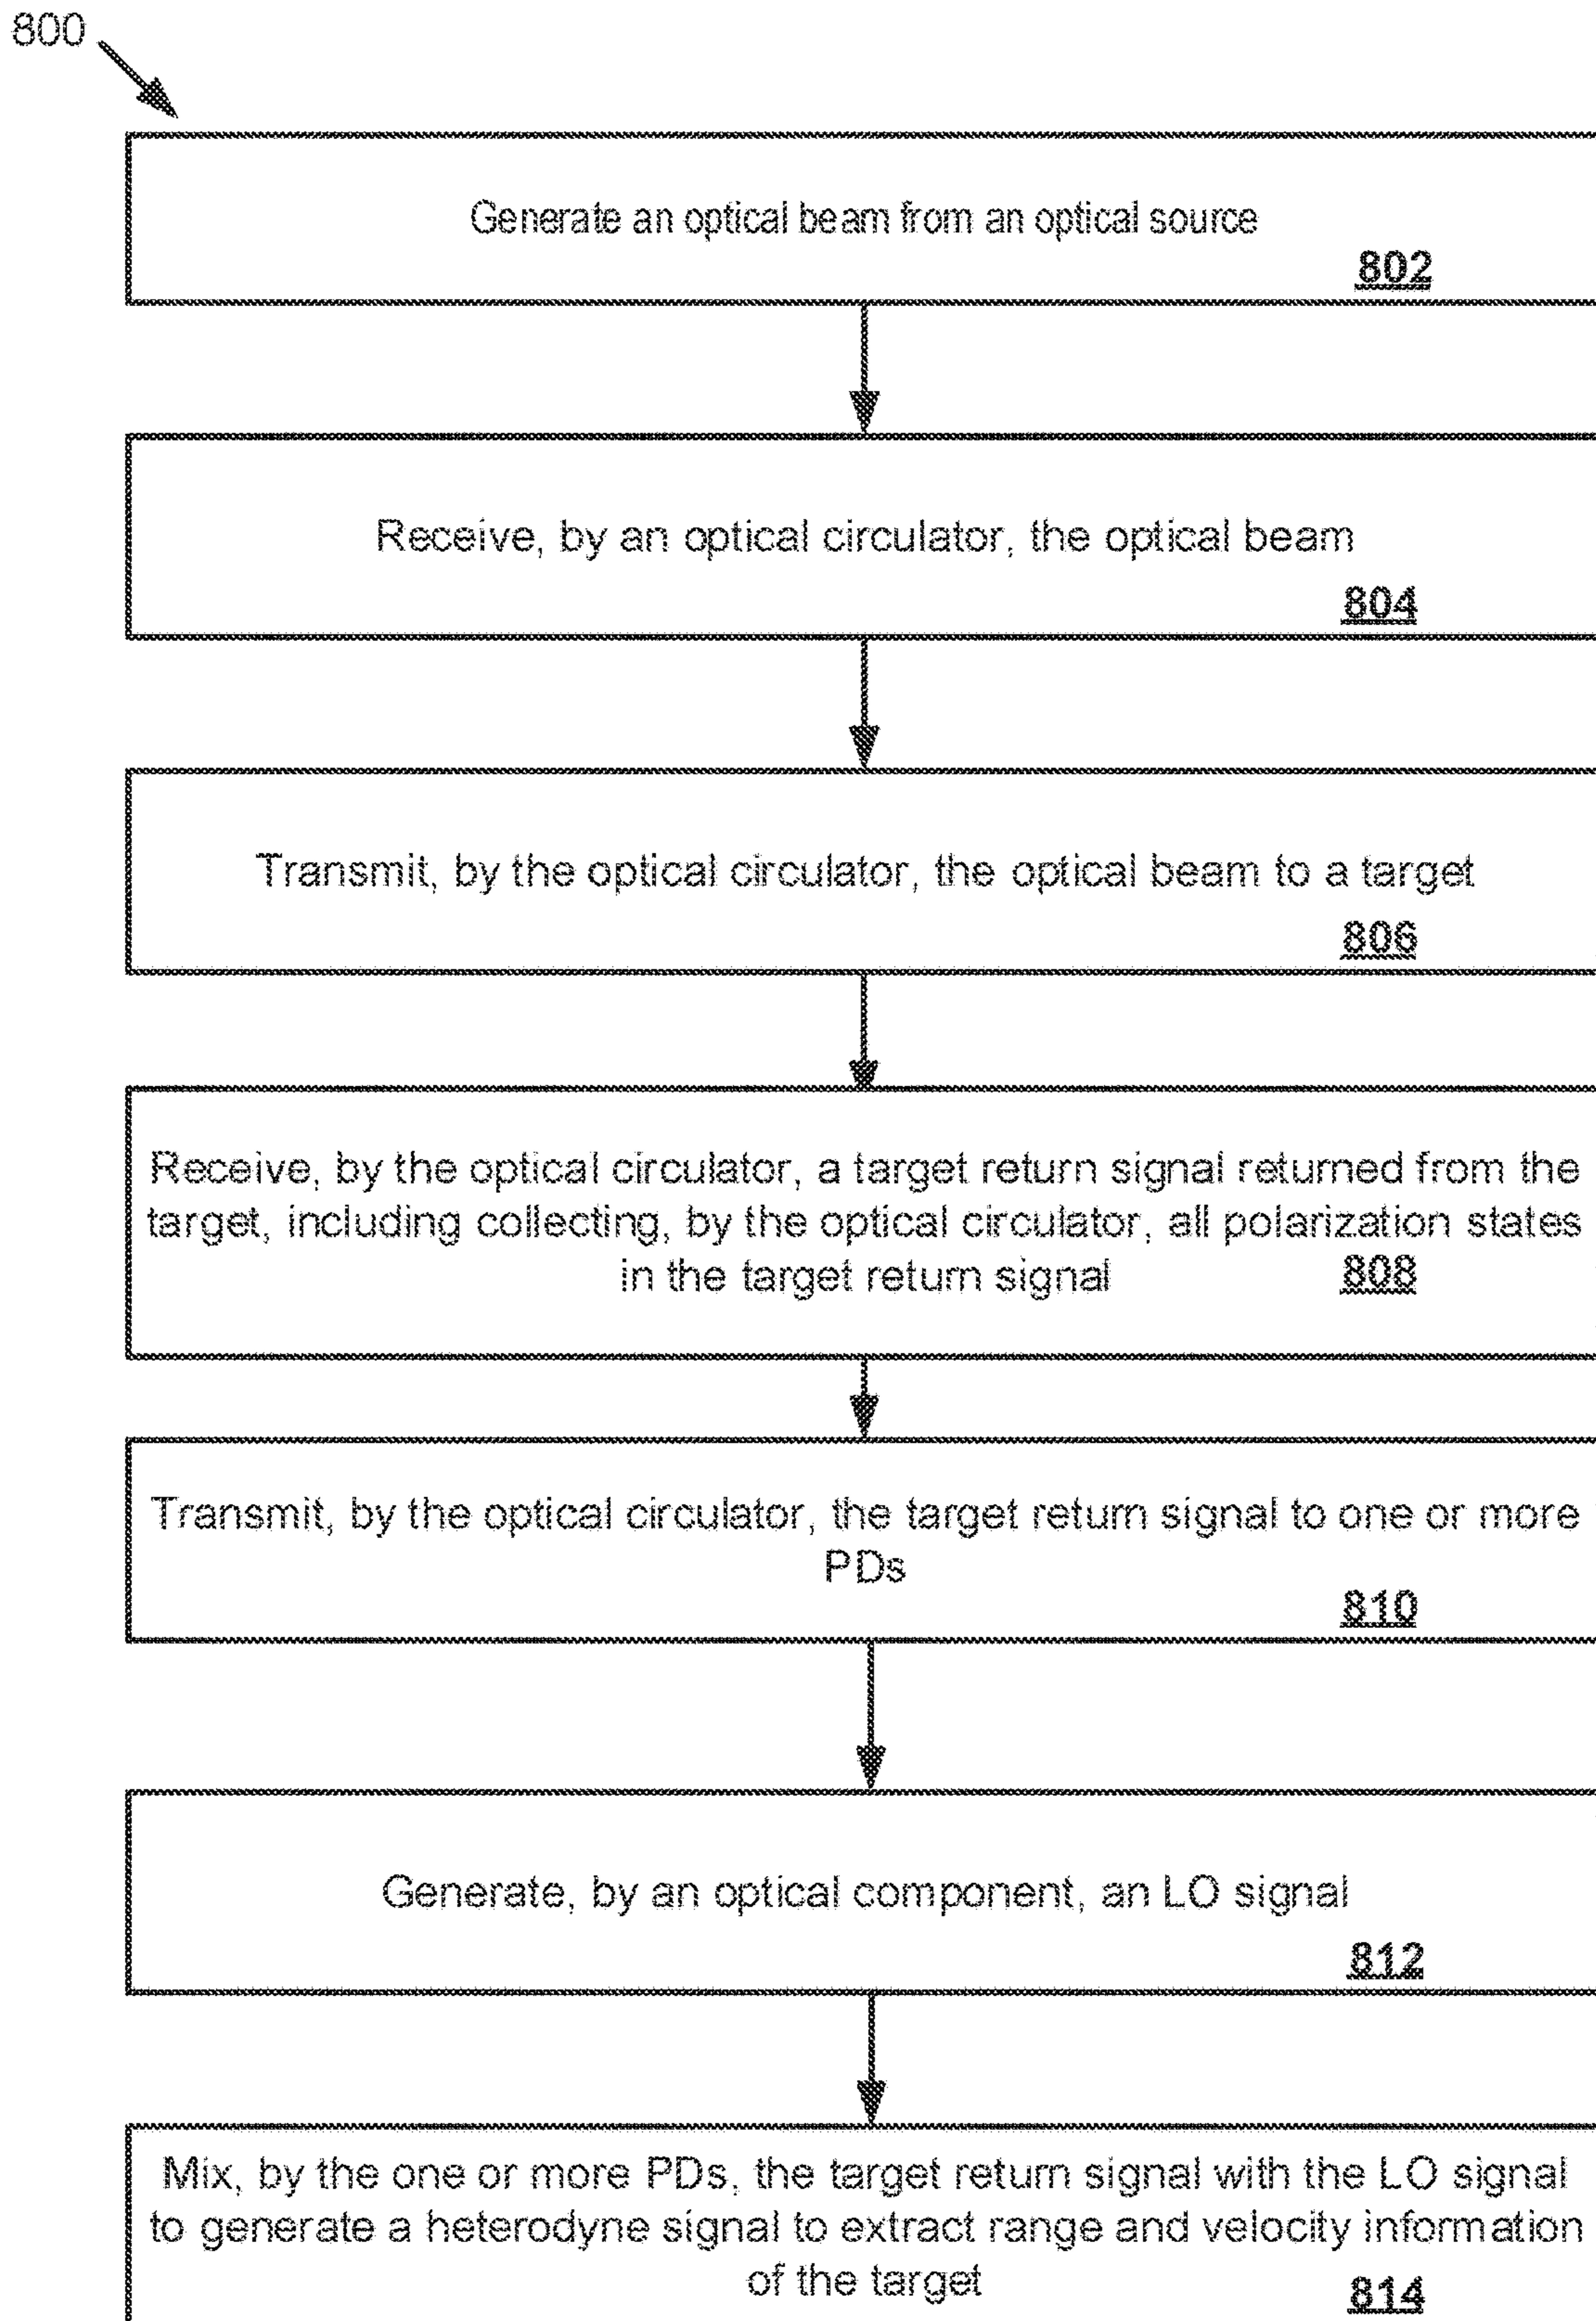 800
Generate an optical beam from an optical source
802
Receive, by an optical circulator, the optical beam
804
Transmit, by the optical circulator, the optical beam to a target
806
Receive, by the optical circulator, a target return signal returned from the
target, including collecting, by the optical circulator, all polarization states
in the target return signal
808
Transmit, by the optical circulator, the target return signal to one or more
PDs
810
Generate, by an optical component, an LO signal
812
Mix, by the one or more PDs, the target return signal with the LO signal
to generate a heterodyne signal to extract range and velocity information
of the target
814